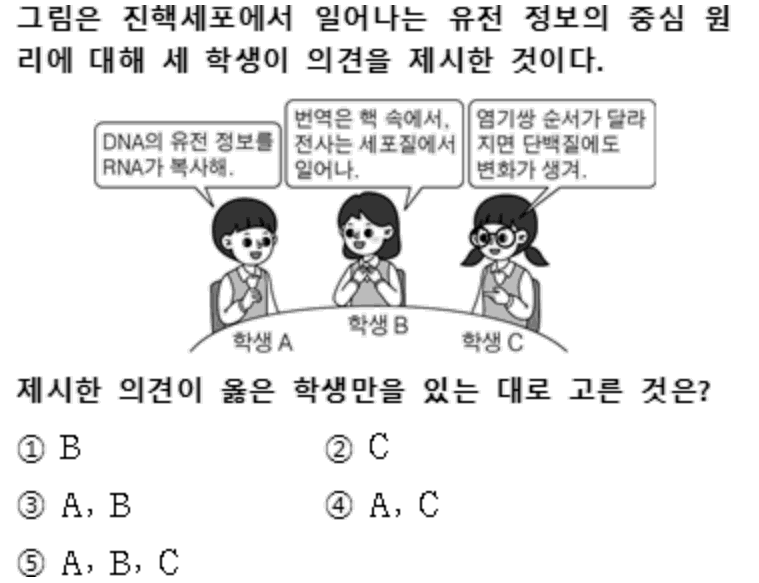 그림은 진핵세포에서 일어나는 유전 정보의 중심 원
리에 대해 세 학생이 의견을 제시한 것이다.
DNA의 유전 정보를
RNA가 복사해.
번역은 핵 속에서,
전사는 세포질에서
일어나.
염기쌍 순서가 달라
지면 단백질에도
변화가 생겨.
학생 A
학생 B
학생 C
제시한 의견이 옳은 학생만을 있는 대로 고른 것은?
① B
② C
③ A, B
④ A, C
⑤ A, B, C